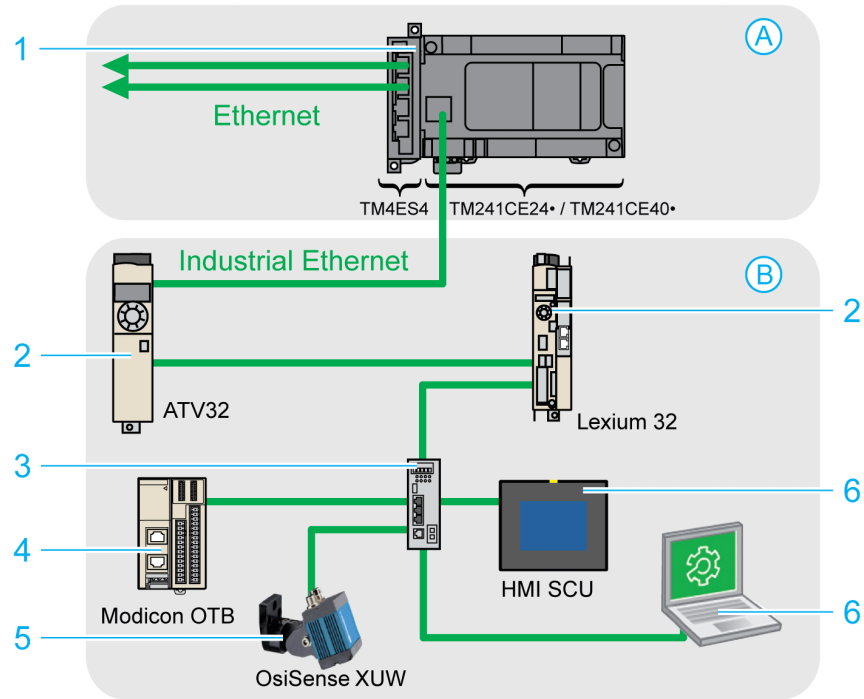 1
A
Ethernet
TM4ES4 TM241CE24• / TM241CE40•
Industrial Ethernet
B
2
2
ATV32
Lexium 32
3
6
4
HMI SCU
Modicon OTB
6
5
OsiSense XUW